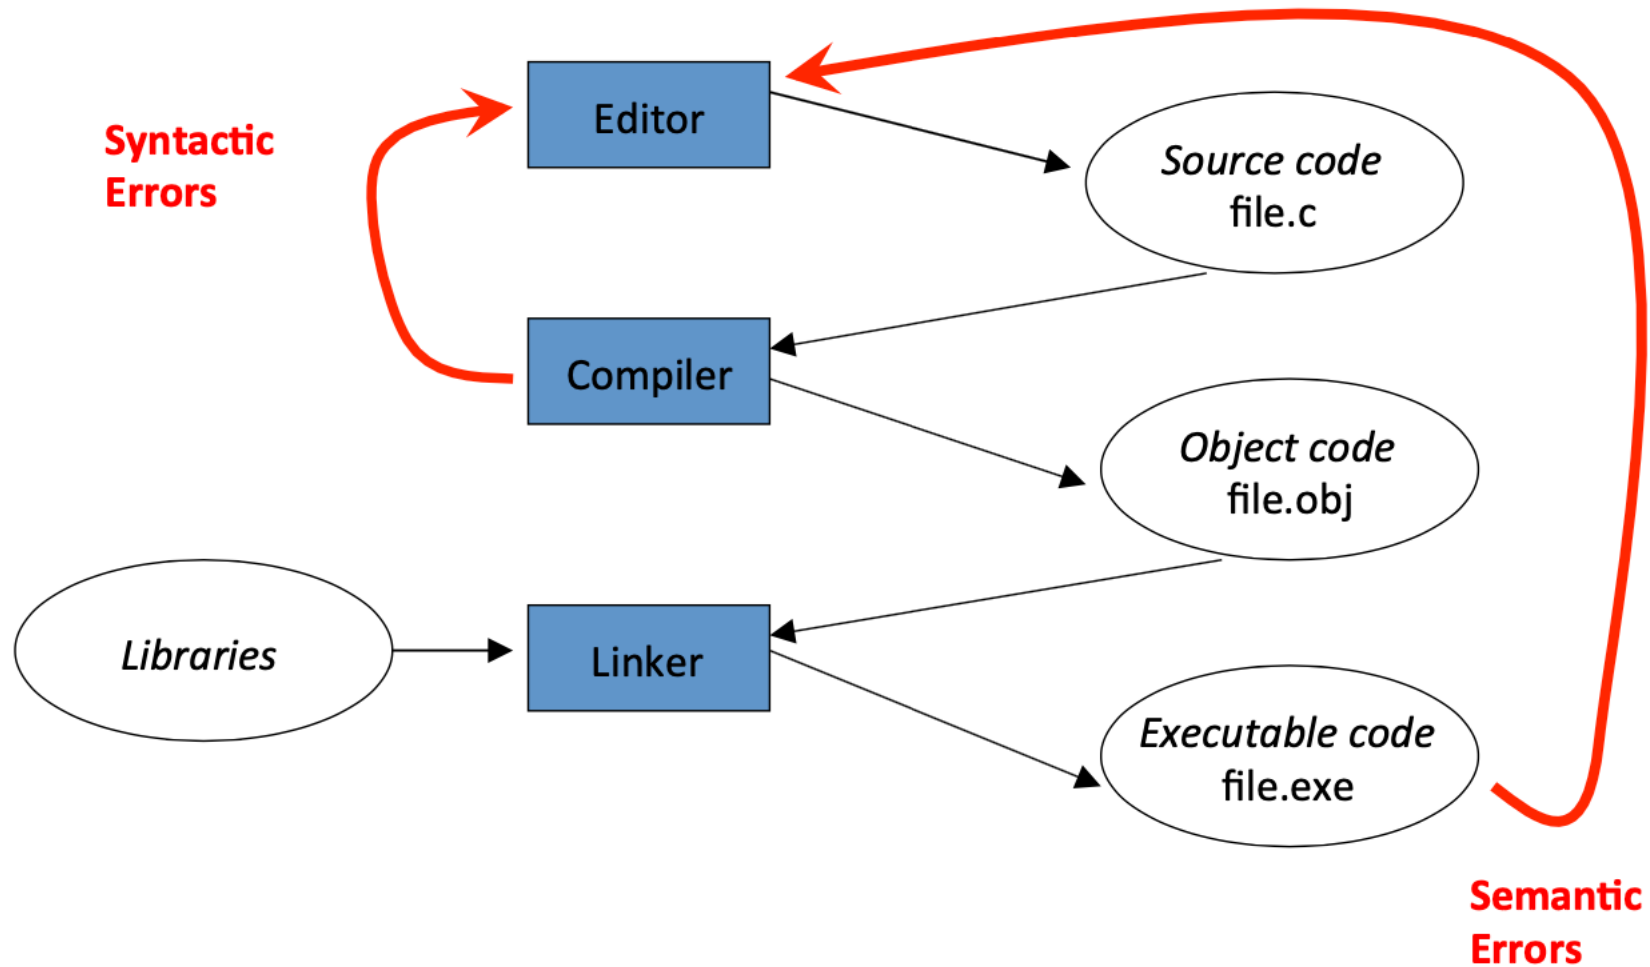 Editor
Syntactic
Errors
Source code
file.c
Compiler
Object code
file.obj
Libraries
Linker
Executable code
file.exe
Semantic
Errors